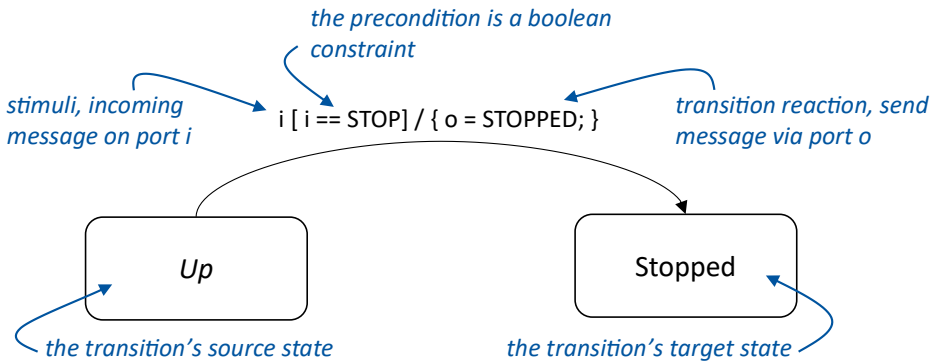 the precondition is a boolean
constraint
stimuli, incoming
message on port i
i [ i == STOP] / { o = STOPPED; }
transition reaction, send
message via port o
Up
Stopped
the transition's source state
the transition's target state